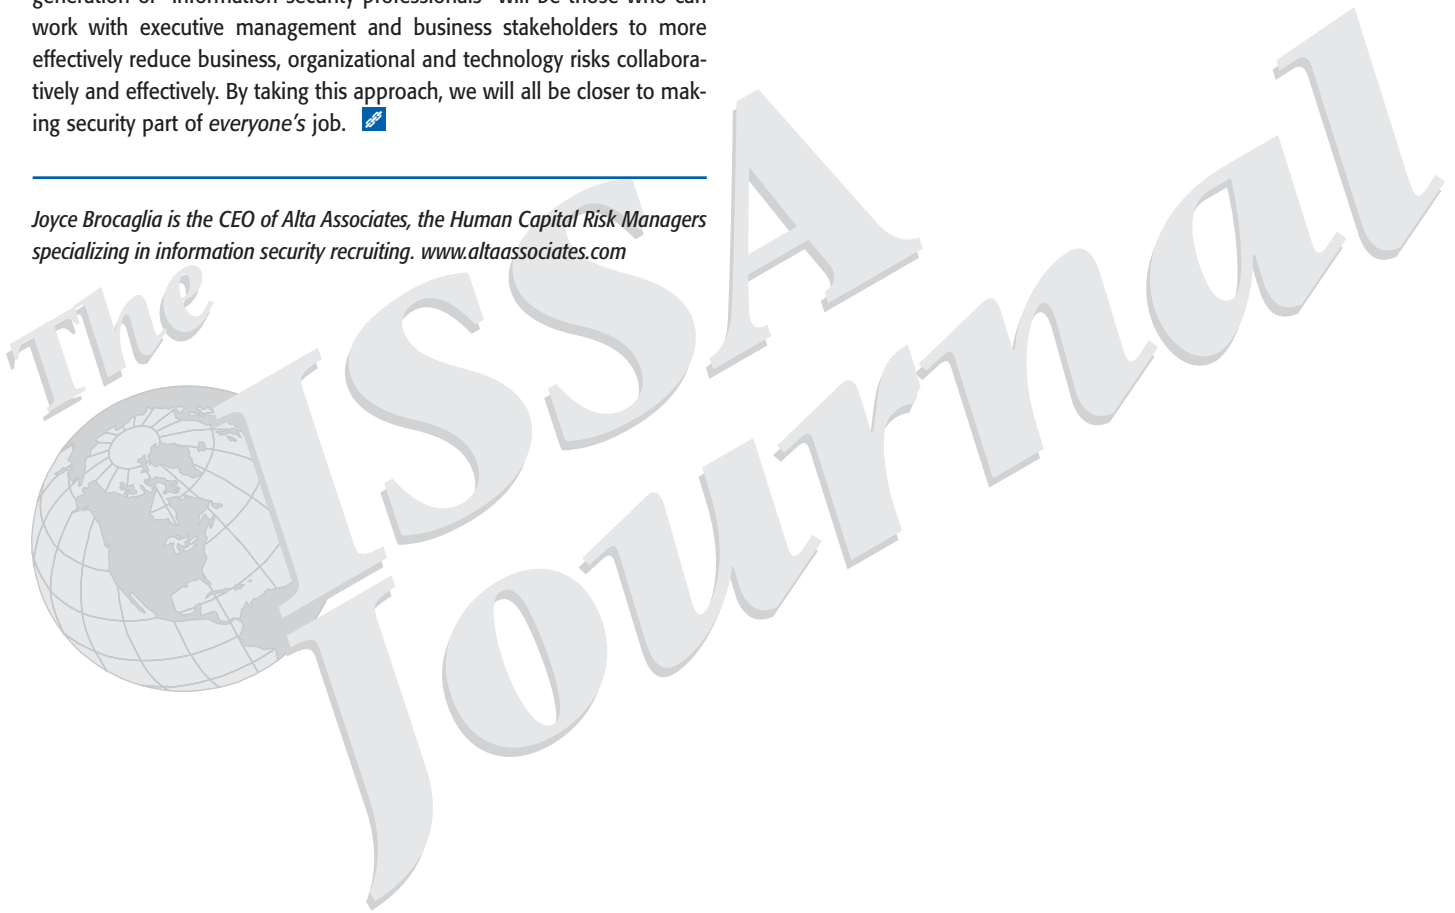 generation of "information security professionals" will be those who can
work with executive management and business stakeholders to more
effectively reduce business, organizational and technology risks collabora-
tively and effectively. By taking this approach, we will all be closer to mak-
ing security part of everyone's job.
Joyce Brocaglia is the CEO of Alta Associates, the Human Capital Risk Managers
specializing in information security recruiting. www.altaassociates.com
The
ISSA
Journal